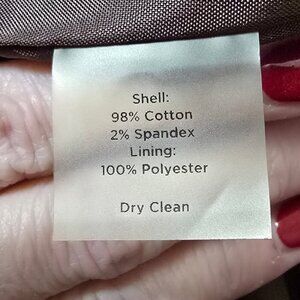 Shell:
98% Cotton
2% Spandex
Lining:
100% Polyester
Dry Clean